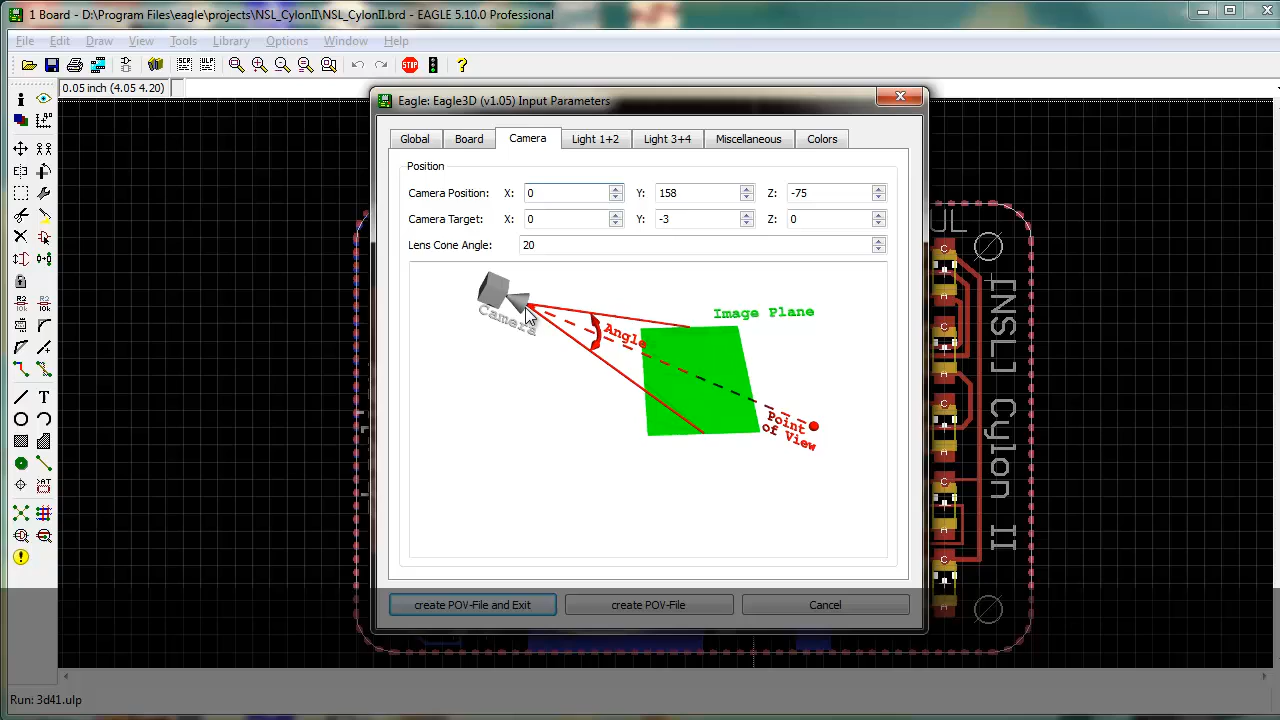 1 Board - D:\Program Files\eagle\projects\NSL_CylonII\NSL_CylonII.brd - EAGLE 5.10.0 Professional
File Edit Draw View Tools Library Options Window Help
0.05 inch (4.05 4.20)
Eagle: Eagle3D (v1.05) Input Parameters
Global Board Camera Light 1+2 Light 3+4 Miscellaneous Colors
Position
Camera Position: X: 0 Y: 158 Z: -75
Camera Target: X: 0 Y: -3 Z: 0
Lens Cone Angle: 20
Camera
Angle
Image Plane
Point
of View
create POV-File and Exit create POV-File Cancel
C
A
C
A
C
A
C
A
C
A
[NSL] Cylon II
Run: 3d41.ulp